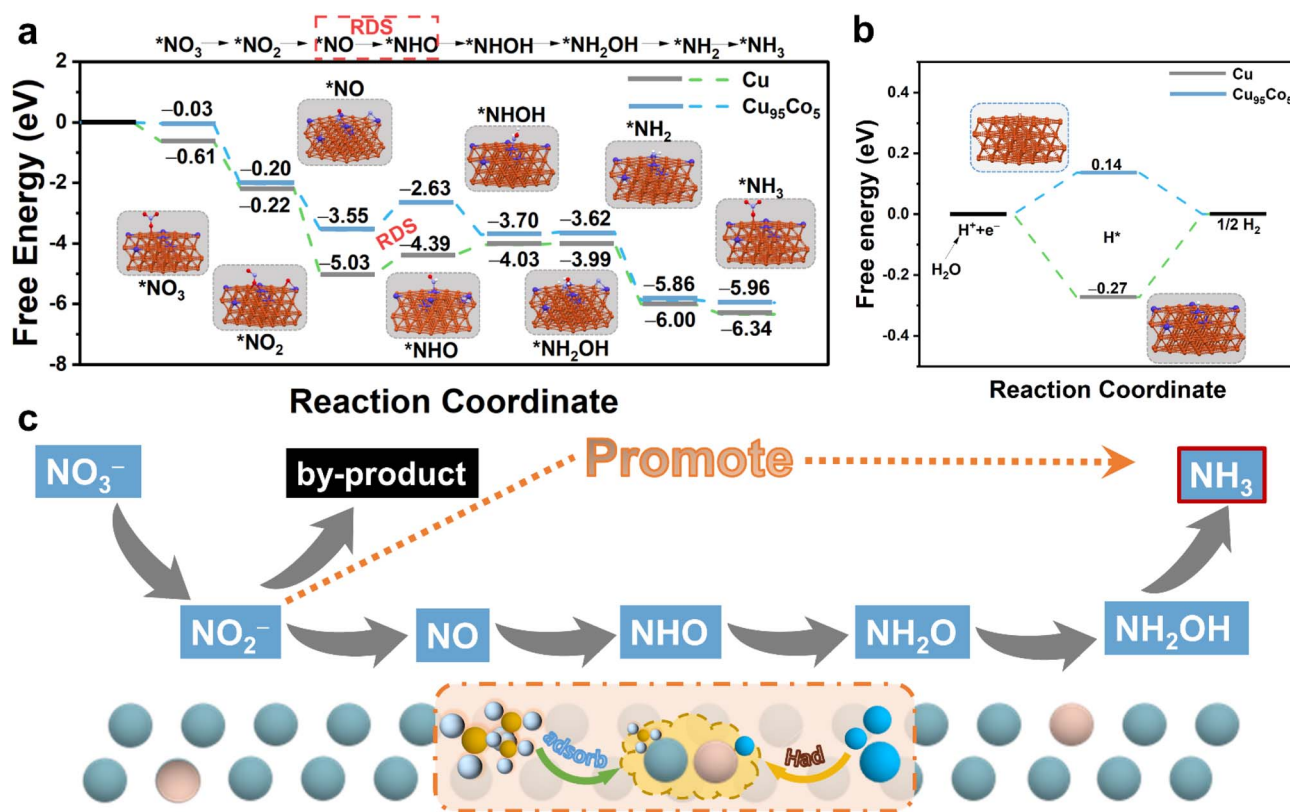 a
RDS
*NO₃ → *NO₂ → *NO → *NHO → *NHOH → *NH₂OH → *NH₂ → *NH₃
Free Energy (eV)
2
0
−2
−4
−6
-8
Cu
Cu₉₅Co₅
−0.03
−0.61
*NO₃
−0.20
−0.22
*NO₂
*NO
−3.55
−5.03
RDS
−2.63
−4.39
*NHO
*NHOH
−3.70
−4.03
−3.62
−3.99
*NH₂OH
*NH₂
−5.86
−6.00
*NH₃
−5.96
−6.34
Reaction Coordinate
b
Free energy (eV)
0.4
0.2
0.0
-0.2
-0.4
Cu
Cu₉₅Co₅
0.14
H⁺+e⁻
H₂O
H*
1/2 H₂
−0.27
Reaction Coordinate
c
NO₃⁻
by-product
Promote
NH₃
NO₂⁻
NO
NHO
NH₂O
NH₂OH
adsorb
Had